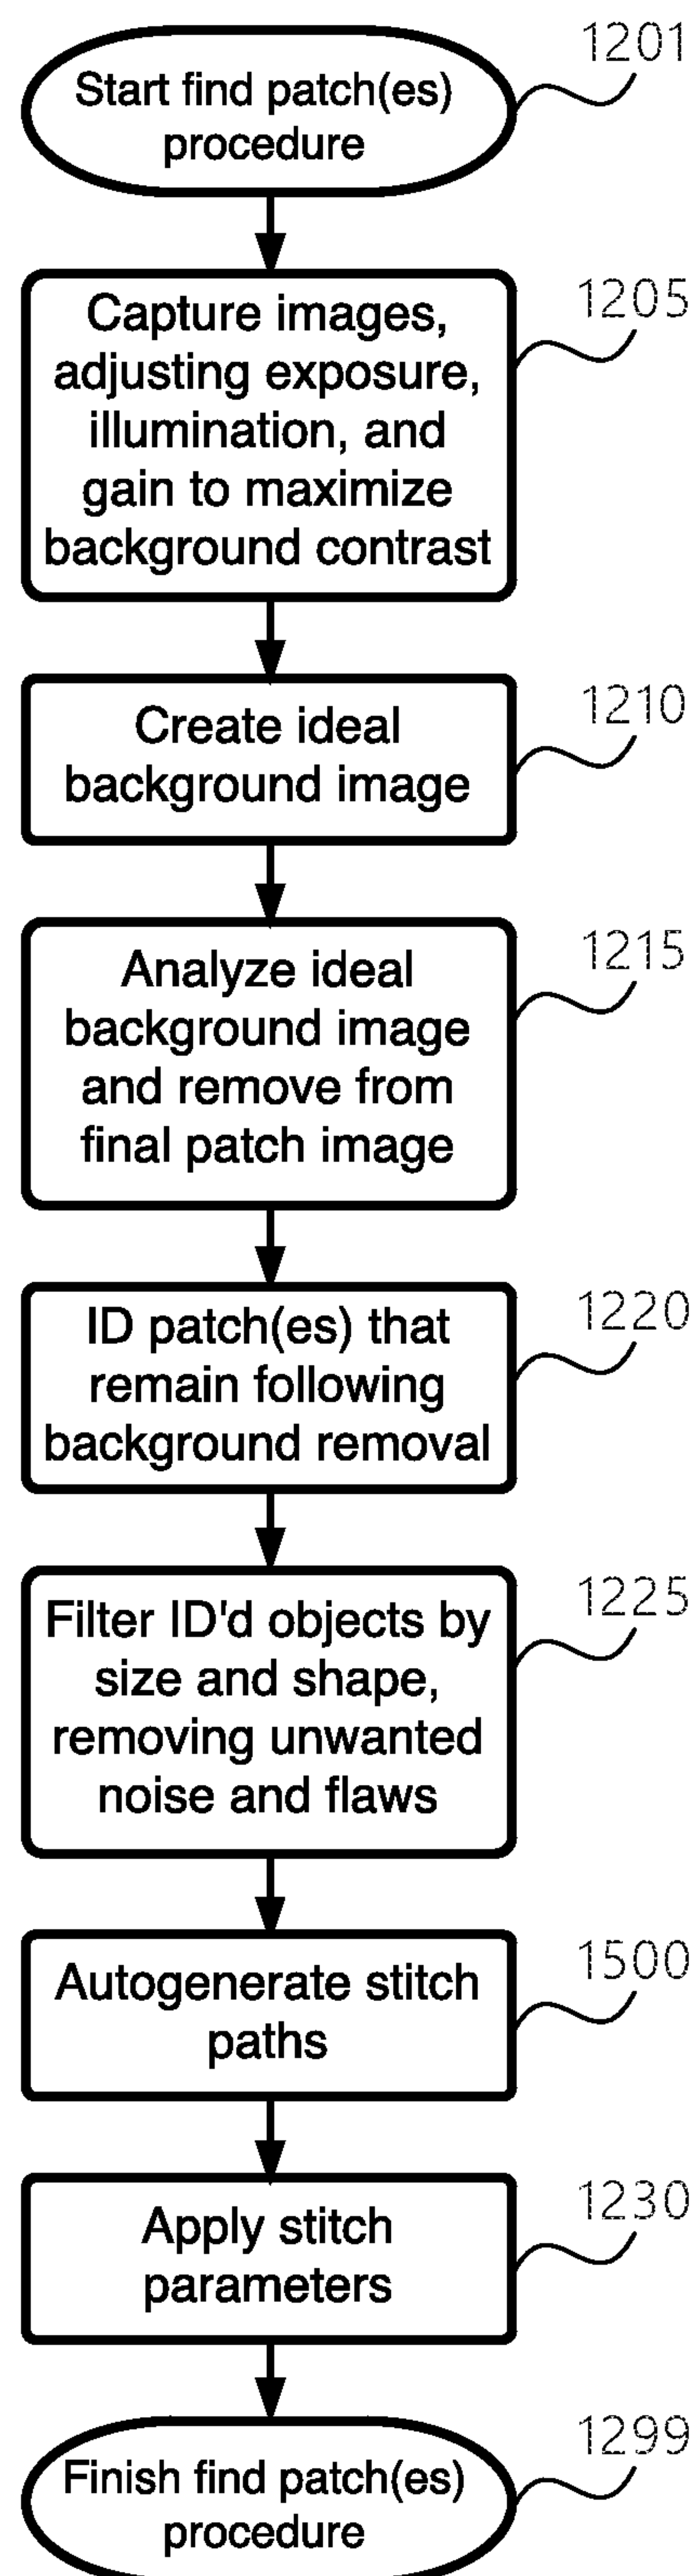 1201
Start find patch(es)
procedure
1205
Capture images,
adjusting exposure,
illumination, and
gain to maximize
background contrast
1210
Create ideal
background image
1215
Analyze ideal
background image
and remove from
final patch image
1220
ID patch(es) that
remain following
background removal
1225
Filter ID'd objects by
size and shape,
removing unwanted
noise and flaws
1500
Autogenerate stitch
paths
1230
Apply stitch
parameters
1299
Finish find patch(es)
procedure